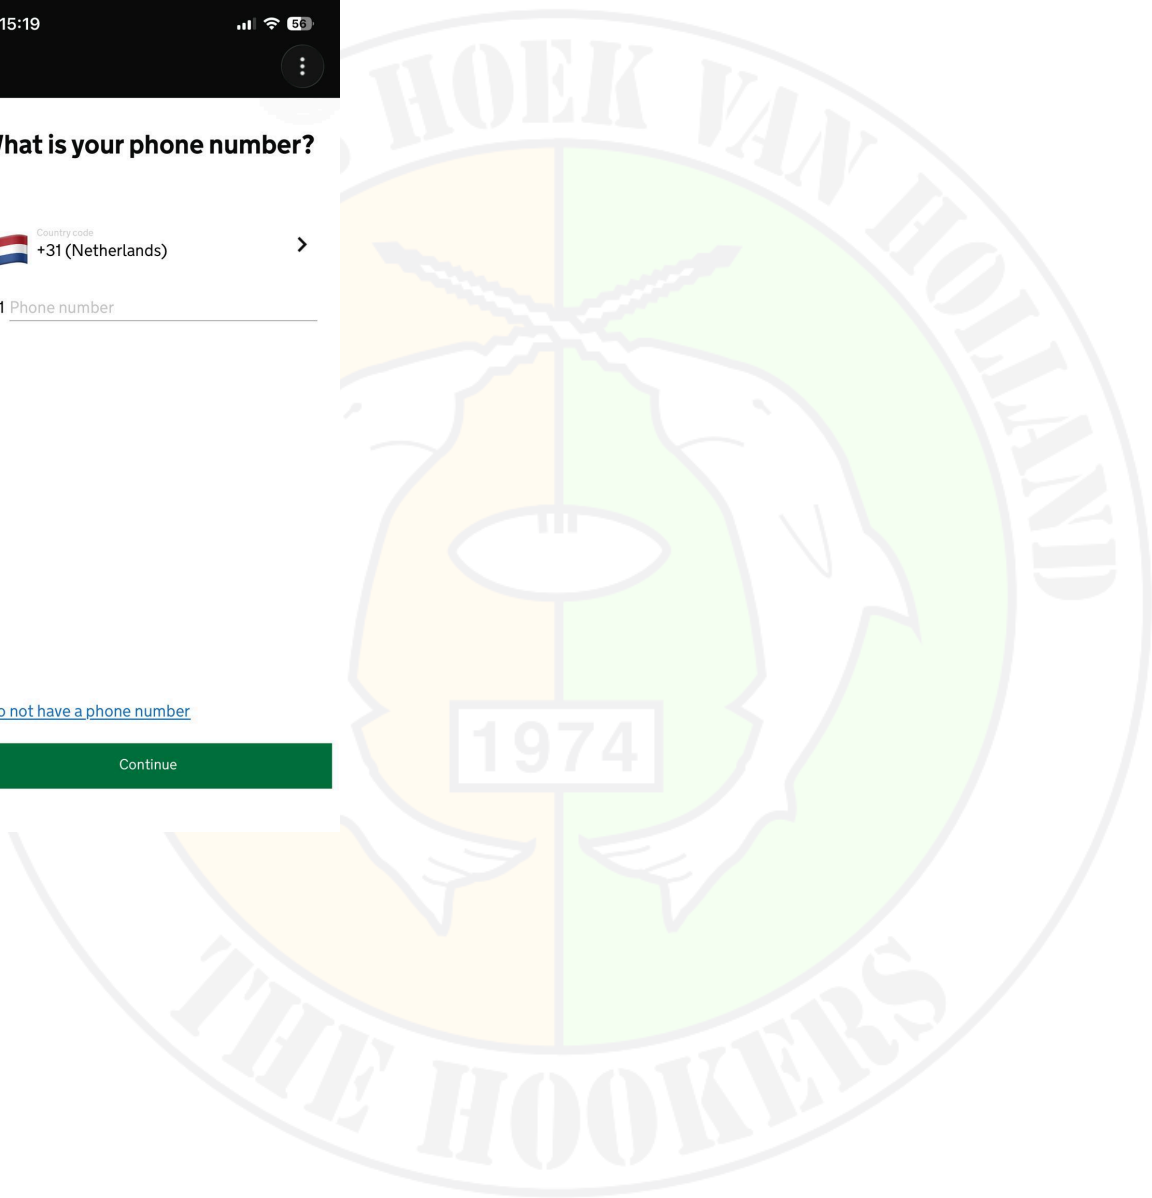 15:19 56
What is your phone number?
Country code
+31 (Netherlands)
1 Phone number
o not have a phone number
Continue
HOEK VAN HOLLAND
1974
THE HOOKERS